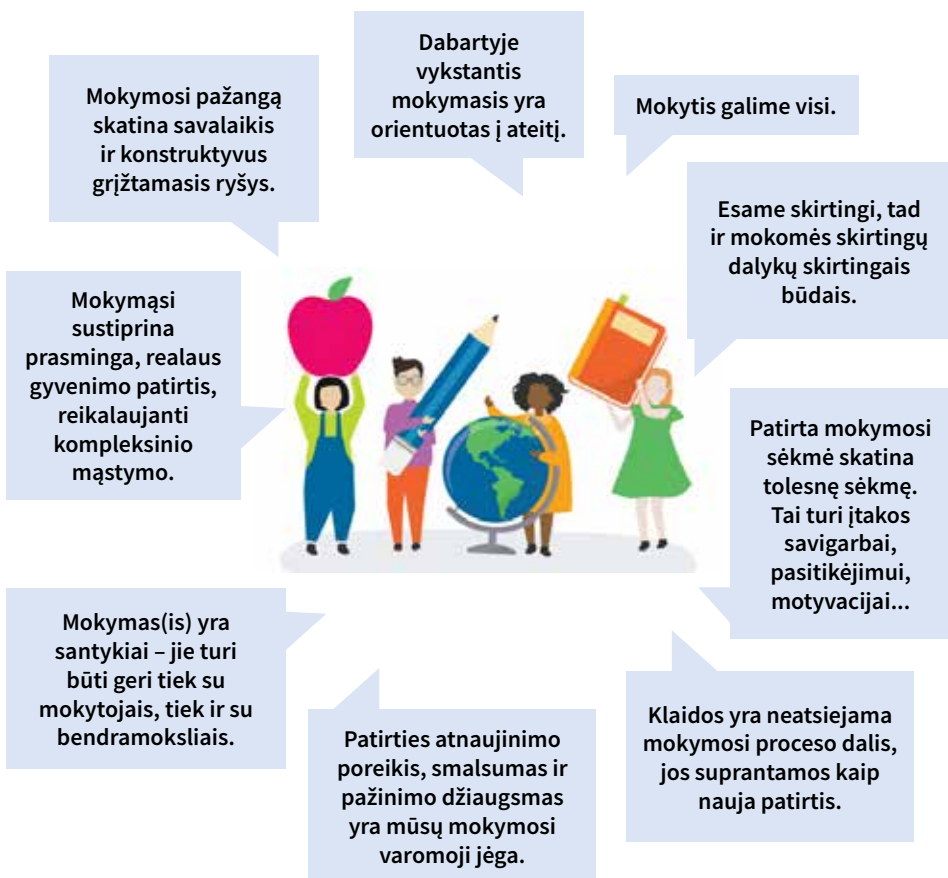 Dabartyje
vykstantis
mokymasis yra
orientuotas į ateitį.
Mokymosi pažangą
skatina savalaikis
ir konstruktyvus
grįžtamasis ryšys.
Mokytis galime visi.
Esame skirtingi, tad
ir mokomės skirtingų
dalykų skirtingais
būdais.
Mokymąsi
sustiprina
prasminga, realaus
gyvenimo patirtis,
reikalaujanti
kompleksinio
mąstymo.
Patirta mokymosi
sėkmė skatina
tolesnę sėkmę.
Tai turi įtakos
savigarbai,
pasitikėjimui,
motyvacijai...
Mokymas(is) yra
santykiai – jie turi
būti geri tiek su
mokytojais, tiek ir su
bendramoksliais.
Patirties atnaujinimo
poreikis, smalsumas ir
pažinimo džiaugsmas
yra mūsų mokymosi
varomoji jėga.
Klaidos yra neatsiejama
mokymosi proceso dalis,
jos suprantamos kaip
nauja patirtis.